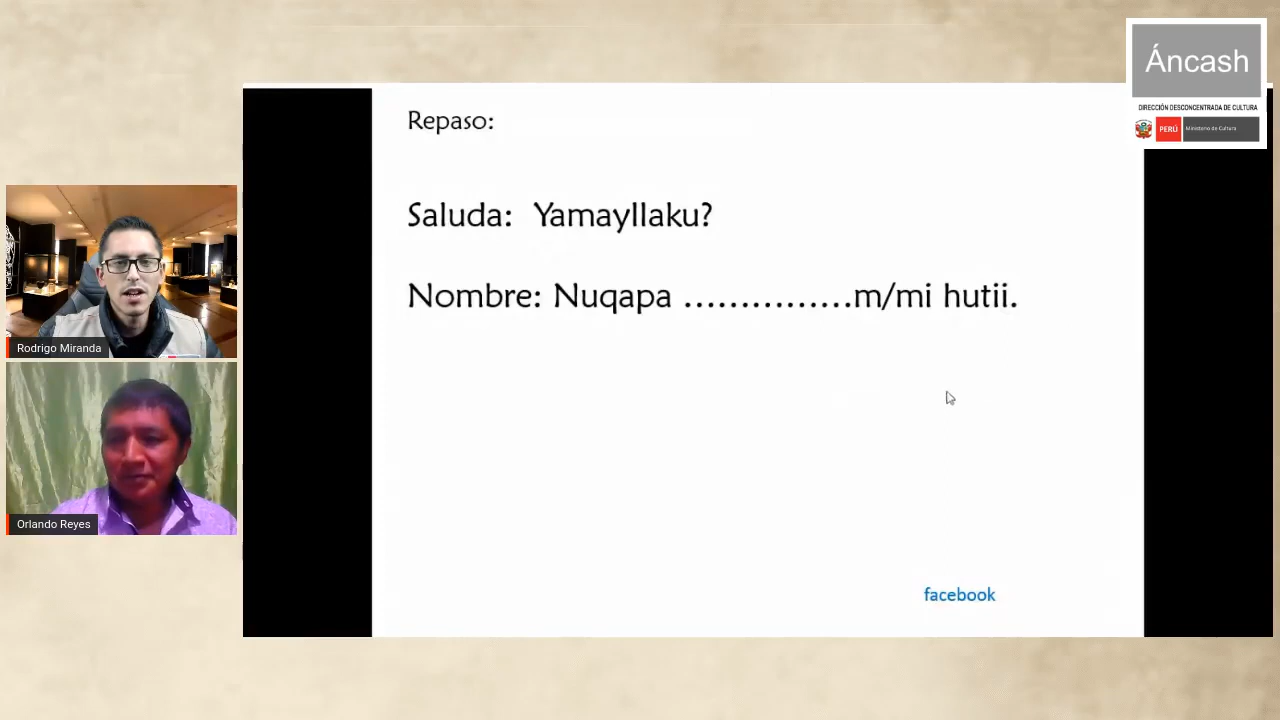 Áncash
DIRECCIÓN DESCONCENTRADA DE CULTURA
PERÚ Ministerio de Cultura
Repaso:
Saluda: Yamayllaku?
Nombre: Nuqapa ...............m/mi hutii.
facebook
Rodrigo Miranda
Orlando Reyes